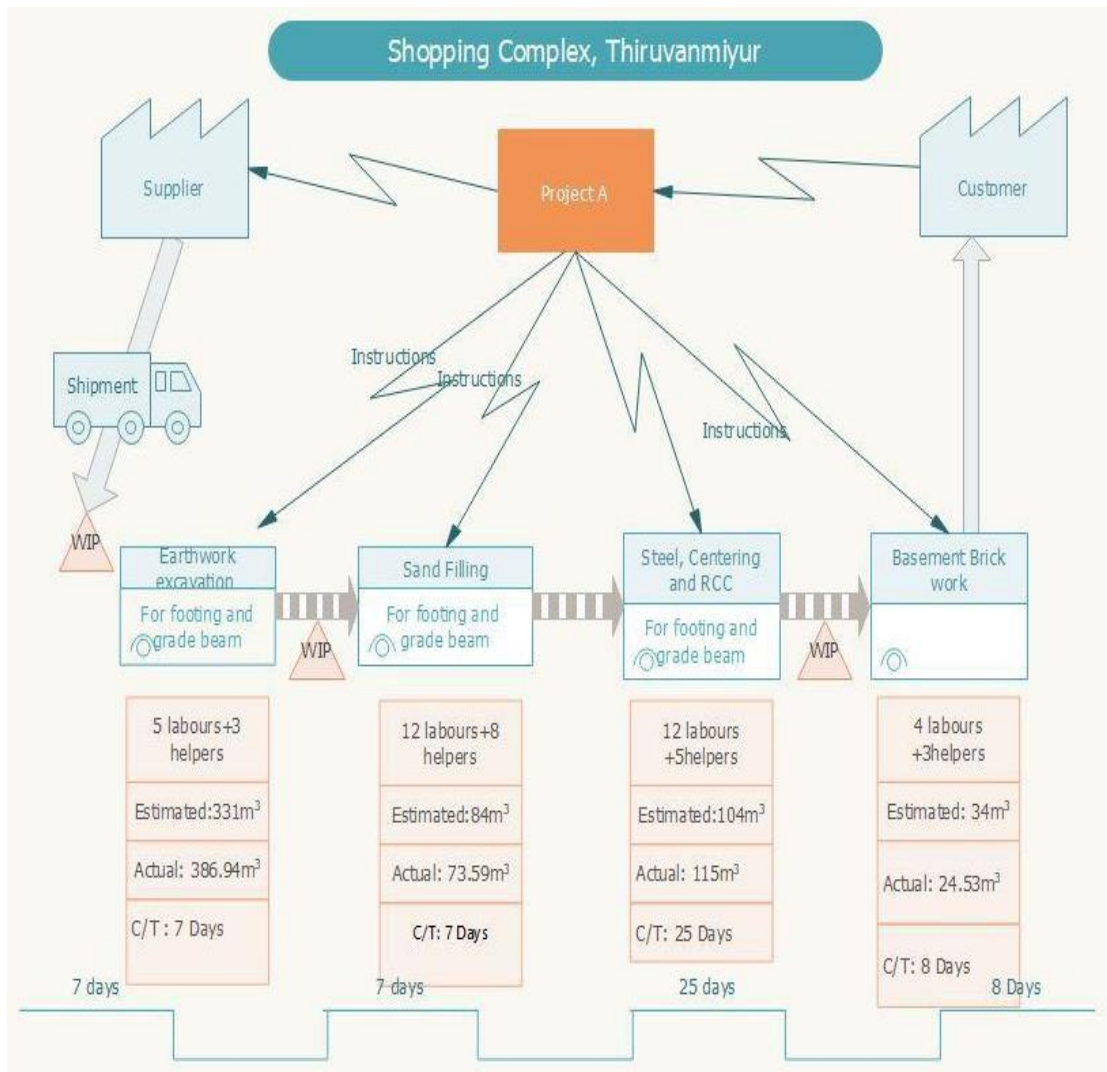 Shopping Complex, Thiruvanmiyur
Supplier
Project A
Customer
Instructions
Instructions
Shipment
Instructions
WIP
Earthwork
excavation
For footing and
grade beam
WIP
Sand Filling
For footing and
grade beam
Steel, Centering
and RCC
For footing and
grade beam
WIP
Basement Brick
work
5 labours+3
helpers
Estimated:331m³
Actual: 386.94m³
C/T : 7 Days
12 labours+8
helpers
Estimated:84m³
Actual: 73.59m³
C/T: 7 Days
12 labours
+5helpers
Estimated:104m³
Actual: 115m³
C/T: 25 Days
4 labours
+3helpers
Estimated: 34m³
Actual: 24.53m³
C/T: 8 Days
7 days
7 days
25 days
8 Days